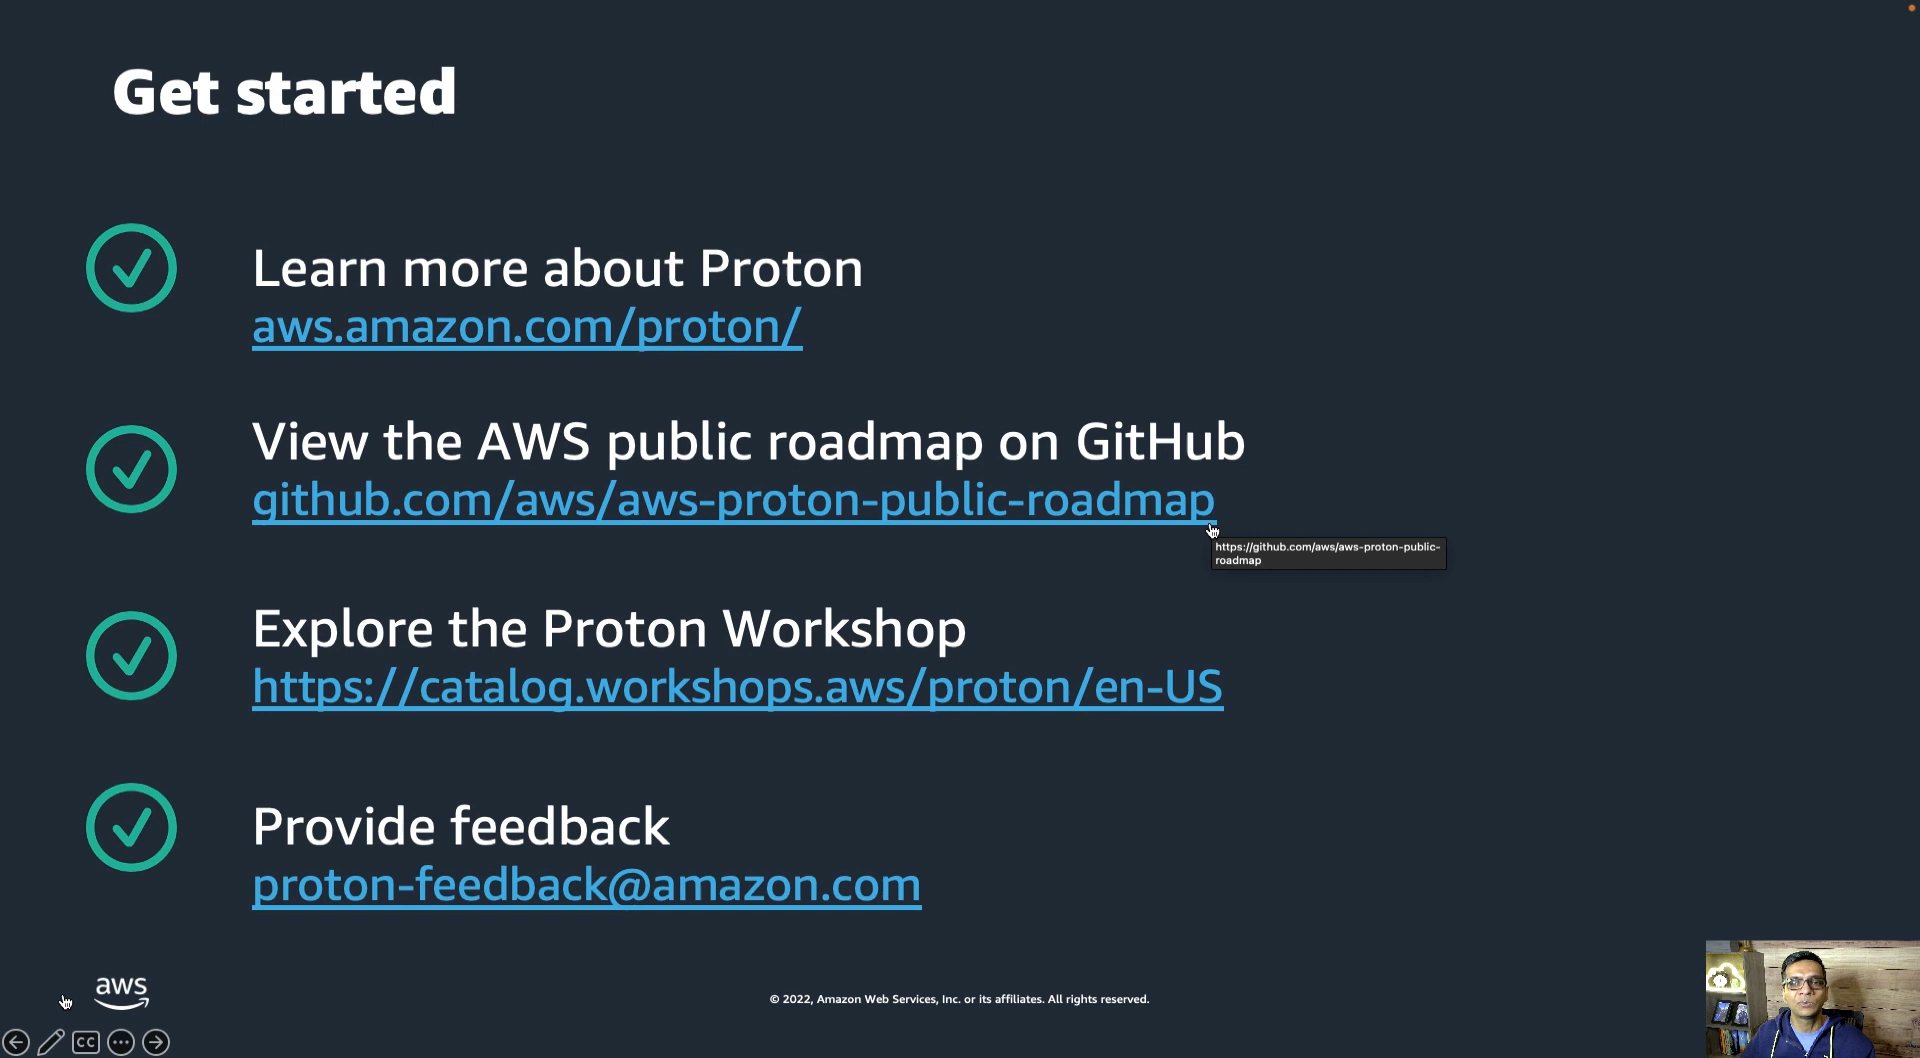 Get started
Learn more about Proton
aws.amazon.com/proton/
View the AWS public roadmap on GitHub
github.com/aws/aws-proton-public-roadmap
https://github.com/aws/aws-proton-public-
roadmap
Explore the Proton Workshop
https://catalog.workshops.aws/proton/en-US
Provide feedback
proton-feedback@amazon.com
aws
© 2022, Amazon Web Services, Inc. or its affiliates. All rights reserved.
CC